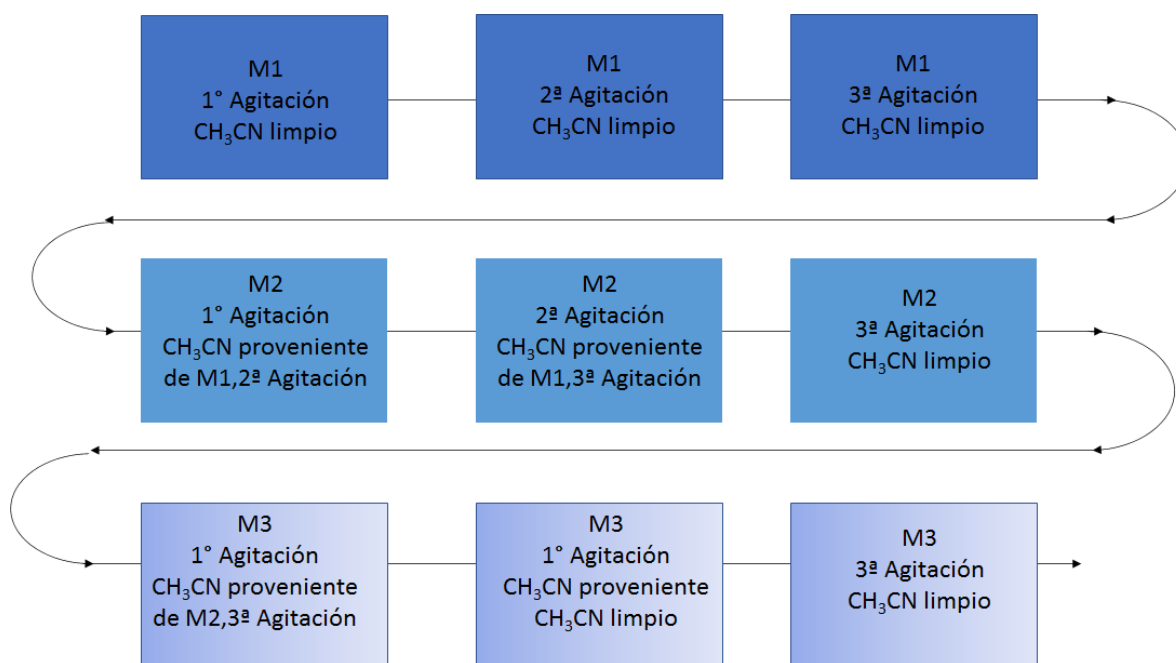 M1
1° Agitación
CH₃CN limpio
M1
2ª Agitación
CH₃CN limpio
M1
3ª Agitación
CH₃CN limpio
M2
1° Agitación
CH₃CN proveniente
de M1,2ª Agitación
M2
2ª Agitación
CH₃CN proveniente
de M1,3ª Agitación
M2
3ª Agitación
CH₃CN limpio
M3
1° Agitación
CH₃CN proveniente
de M2,3ª Agitación
M3
1° Agitación
CH₃CN proveniente
CH₃CN limpio
M3
3ª Agitación
CH₃CN limpio